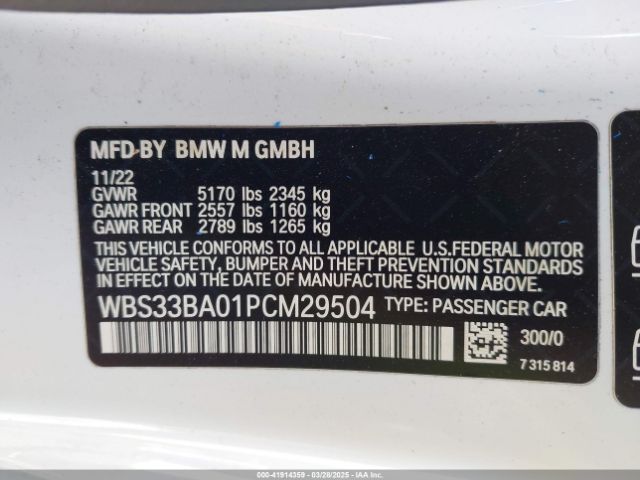 MFD BY BMW M GMBH
11/22
GVWR 5170 lbs 2345 kg
GAWR FRONT 2557 lbs 1160 kg
GAWR REAR 2789 lbs 1265 kg
THIS VEHICLE CONFORMS TO ALL APPLICABLE U.S.FEDERAL MOTOR
VEHICLE SAFETY, BUMPER AND THEFT PREVENTION STANDARDS
IN EFFECT ON THE DATE OF MANUFACTURE SHOWN ABOVE.
WBS33BA01PCM29504 TYPE: PASSENGER CAR
300/0
7 315 814
000-41914359 | 03/28/2025 | IAAI.COM